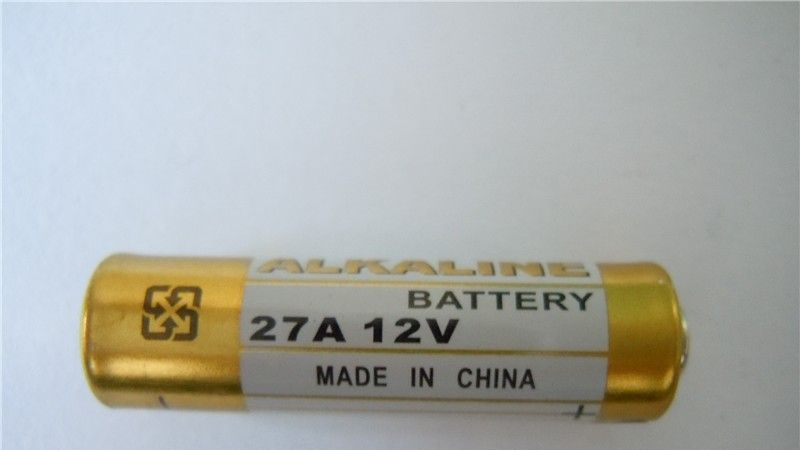 ALKALINE
BATTERY
27A 12V
MADE IN CHINA
- +